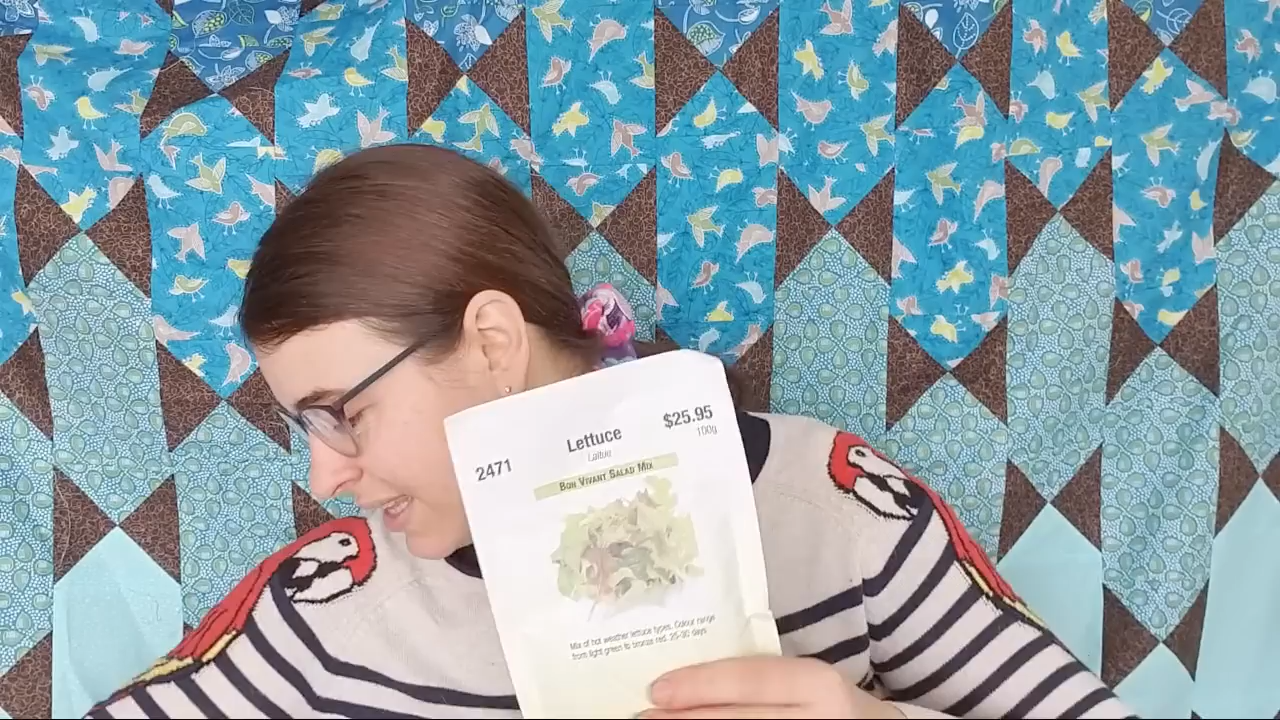 Lettuce
Laitue
$25.95
100g
2471
BON VIVANT SALAD MIX
Mix of hot weather lettuce types. Colour range
from light green to bronze red. 25-30 days